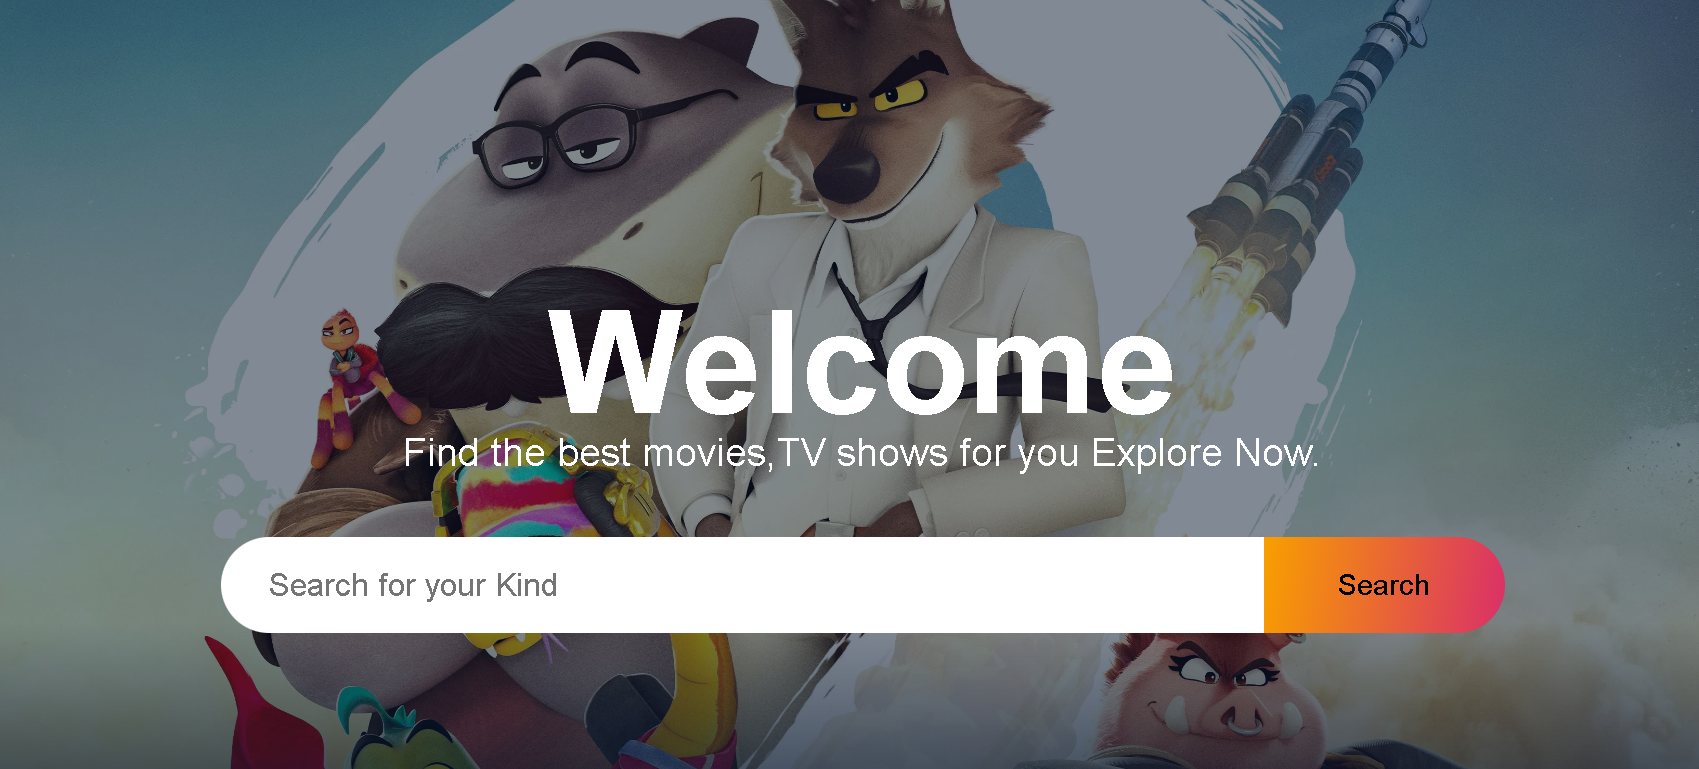 Welcome
Find the best movies,TV shows for you Explore Now.
Search for your Kind
Search